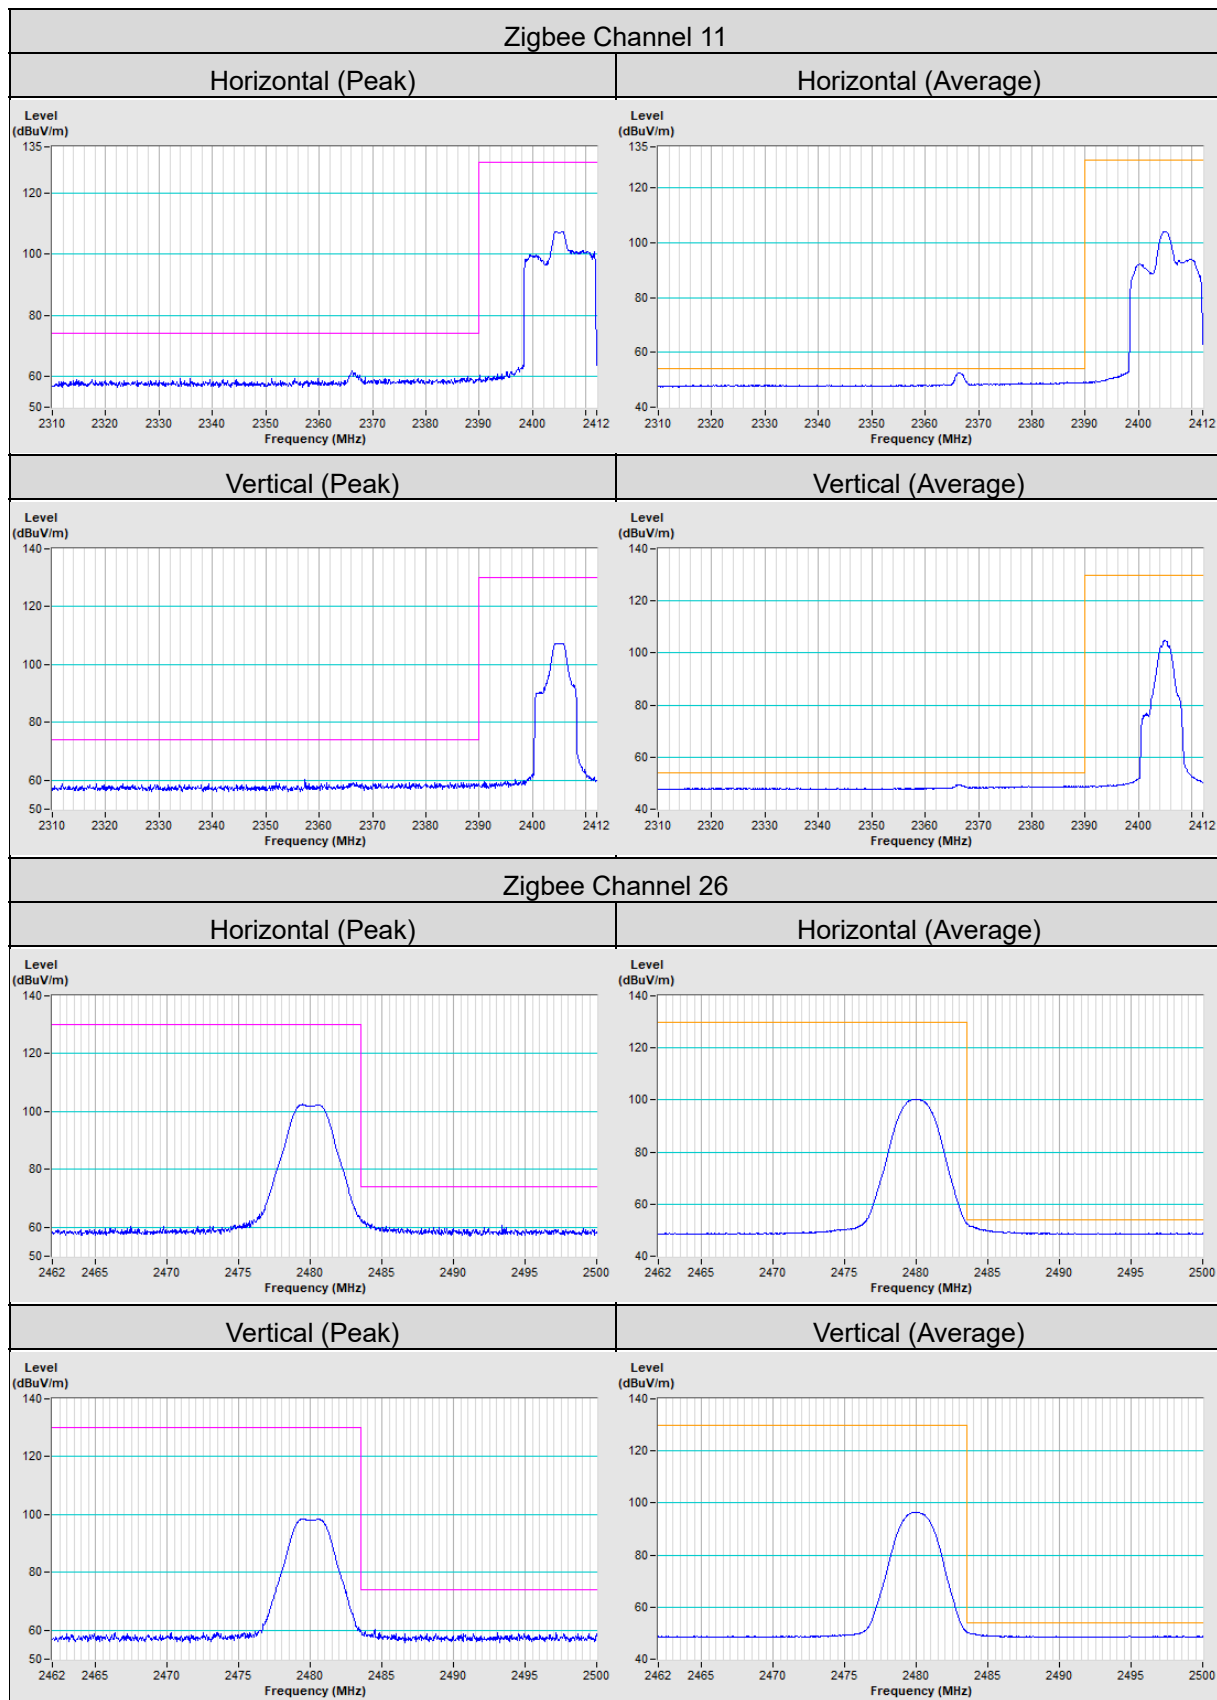 Zigbee Channel 11
Horizontal (Peak) Horizontal (Average)
Level
(dBuV/m)
135
120
100
80
60
50
2310 2320 2330 2340 2350 2360 2370 2380 2390 2400 2412
Frequency (MHz)
Level
(dBuV/m)
135
120
100
80
60
40
2310 2320 2330 2340 2350 2360 2370 2380 2390 2400 2412
Frequency (MHz)
Vertical (Peak) Vertical (Average)
Level
(dBuV/m)
140
120
100
80
60
50
2310 2320 2330 2340 2350 2360 2370 2380 2390 2400 2412
Frequency (MHz)
Level
(dBuV/m)
140
120
100
80
60
40
2310 2320 2330 2340 2350 2360 2370 2380 2390 2400 2412
Frequency (MHz)
Zigbee Channel 26
Horizontal (Peak) Horizontal (Average)
Level
(dBuV/m)
140
120
100
80
60
50
2462 2465 2470 2475 2480 2485 2490 2495 2500
Frequency (MHz)
Level
(dBuV/m)
140
120
100
80
60
40
2462 2465 2470 2475 2480 2485 2490 2495 2500
Frequency (MHz)
Vertical (Peak) Vertical (Average)
Level
(dBuV/m)
140
120
100
80
60
50
2462 2465 2470 2475 2480 2485 2490 2495 2500
Frequency (MHz)
Level
(dBuV/m)
140
120
100
80
60
40
2462 2465 2470 2475 2480 2485 2490 2495 2500
Frequency (MHz)